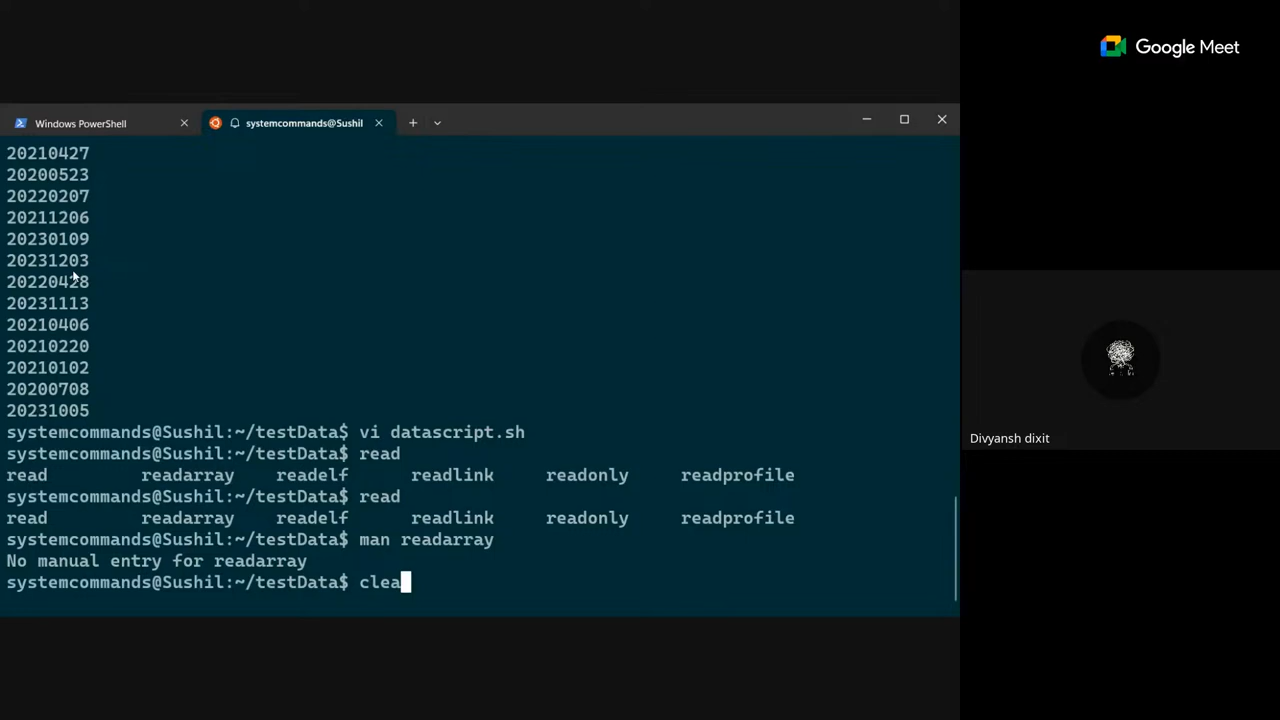 Google Meet
Windows PowerShell
systemcommands@Sushil
20210427
20200523
20220207
20211206
20230109
20231203
20220428
20231113
20210406
20210220
20210102
20200708
20231005
systemcommands@Sushil:~/testData$ vi datascript.sh
systemcommands@Sushil:~/testData$ read
read readarray readelf readlink readonly readprofile
systemcommands@Sushil:~/testData$ read
read readarray readelf readlink readonly readprofile
systemcommands@Sushil:~/testData$ man readarray
No manual entry for readarray
systemcommands@Sushil:~/testData$ clea
Divyansh dixit